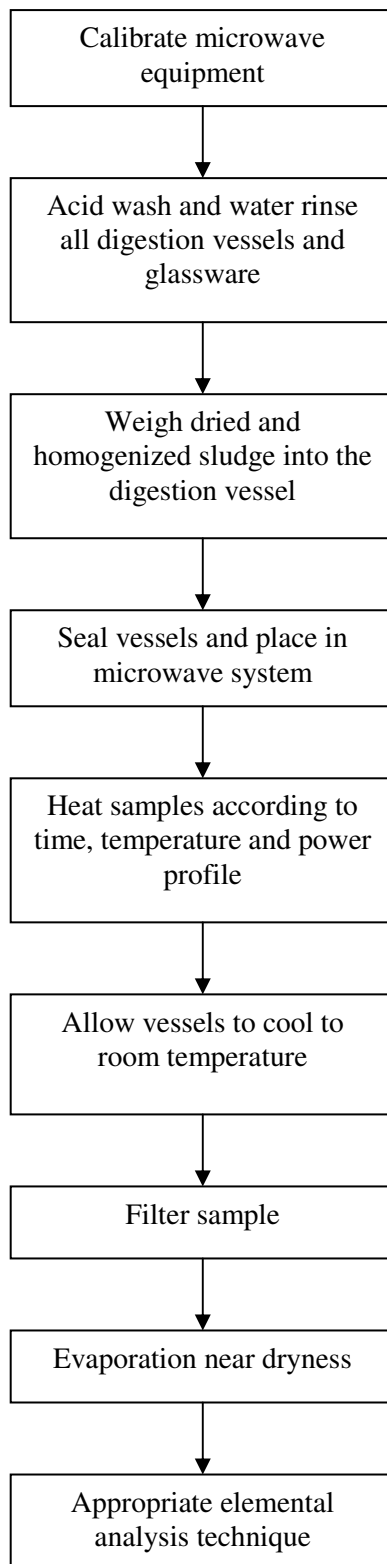 Calibrate microwave
equipment
Acid wash and water rinse
all digestion vessels and
glassware
Weigh dried and
homogenized sludge into the
digestion vessel
Seal vessels and place in
microwave system
Heat samples according to
time, temperature and power
profile
Allow vessels to cool to
room temperature
Filter sample
Evaporation near dryness
Appropriate elemental
analysis technique